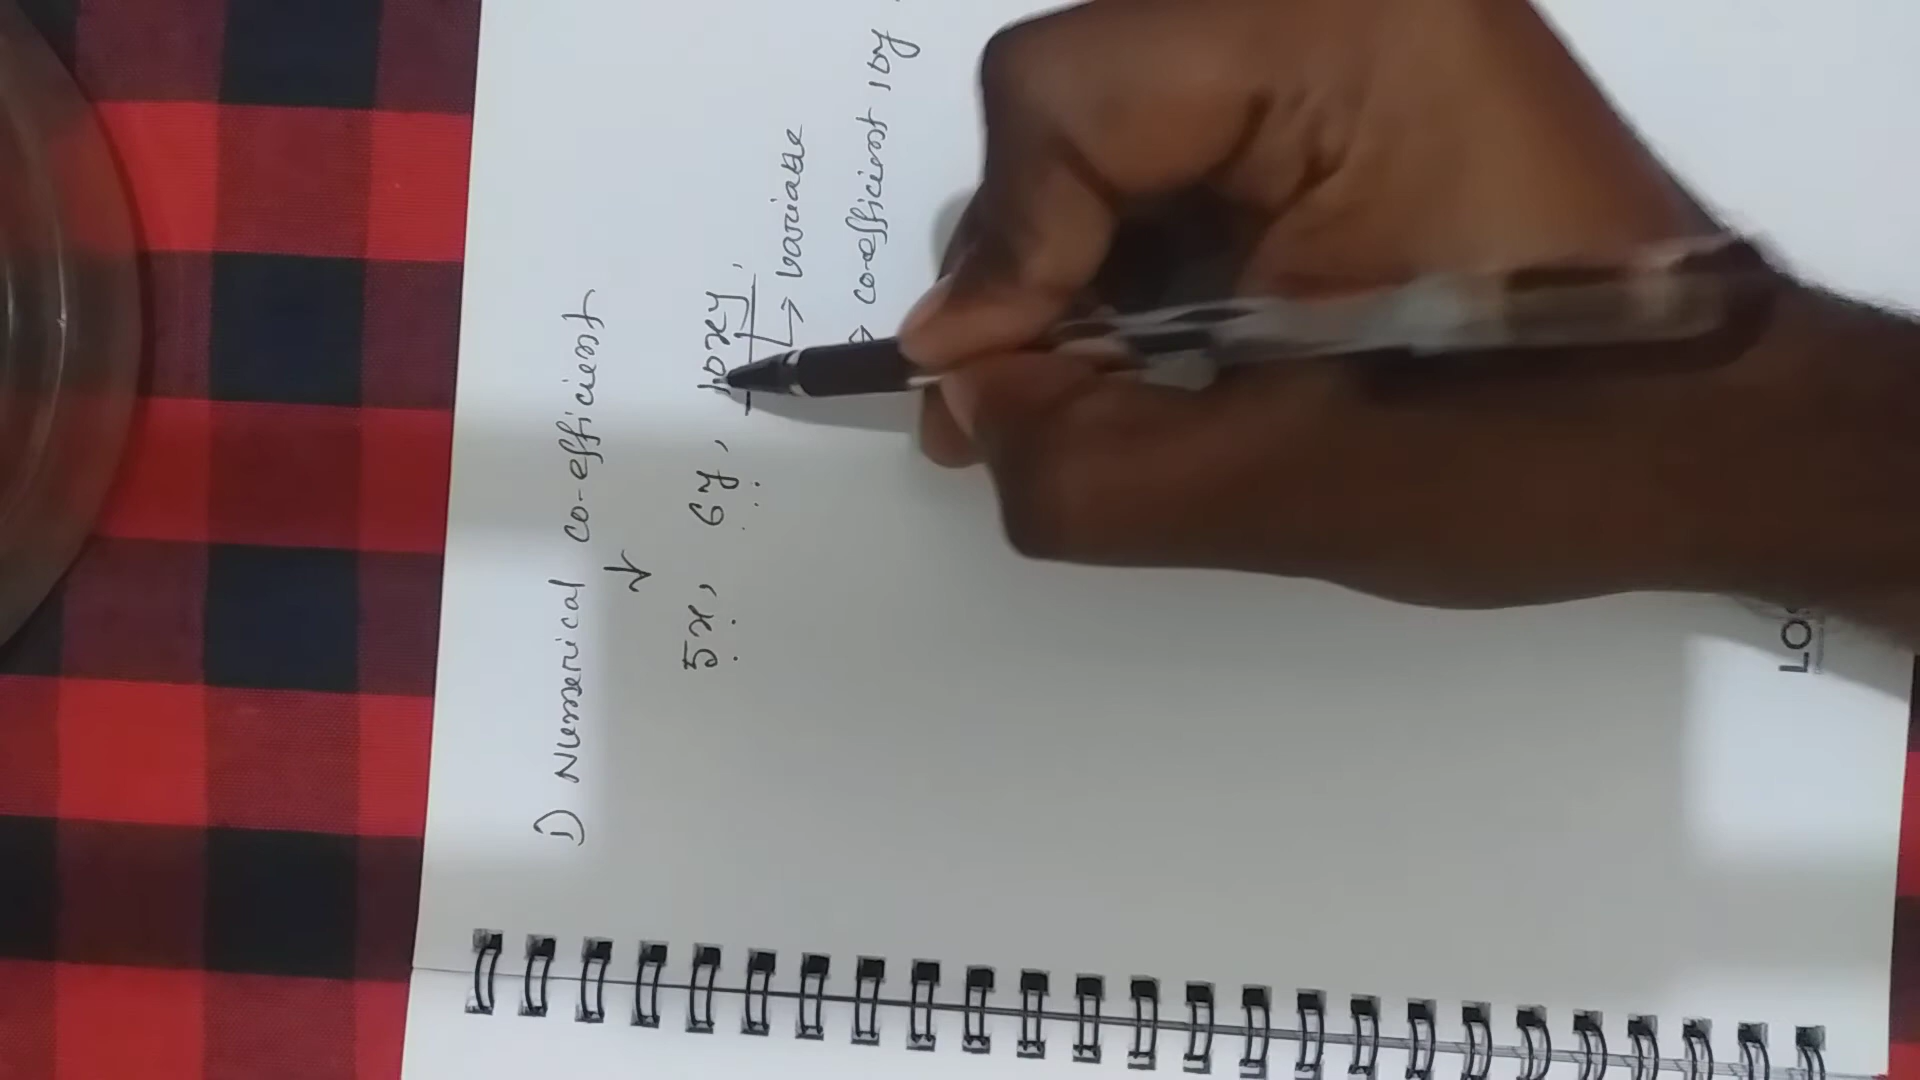 1) Numerical co-efficient
↓
5x, 6y, 10xy,
→ variable
→ co-efficient 10y